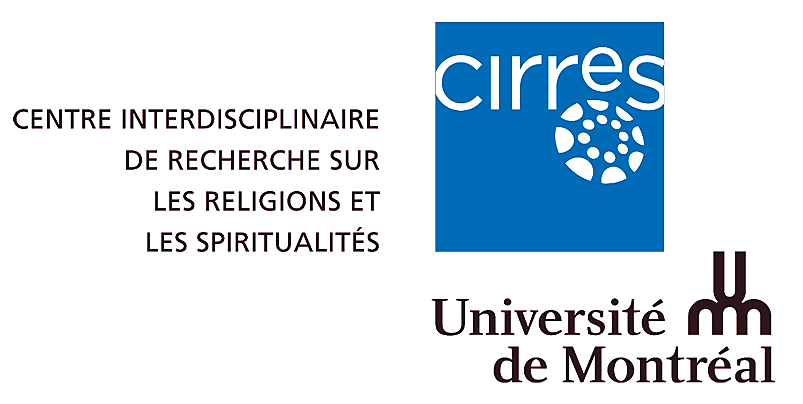 CENTRE INTERDISCIPLINAIRE
DE RECHERCHE SUR
LES RELIGIONS ET
LES SPIRITUALITÉS
cirres
Université
de Montréal